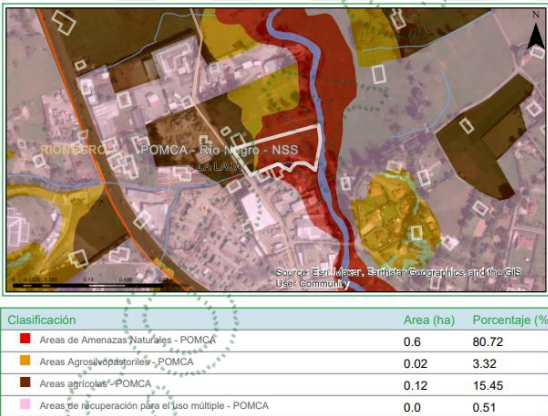 N
RIONEGRO
POMCA - Rio Negro - NSS
LA LAJA
Source: Esri, Maxar, Earthstar Geographics, and the GIS
User Community
Clasificación Area (ha) Porcentaje (%
Areas de Amenazas Naturales - POMCA 0.6 80.72
Areas Agrosilvopastoriles - POMCA 0.02 3.32
Areas agrícolas - POMCA 0.12 15.45
Areas de recuperación para el uso múltiple - POMCA 0.0 0.51